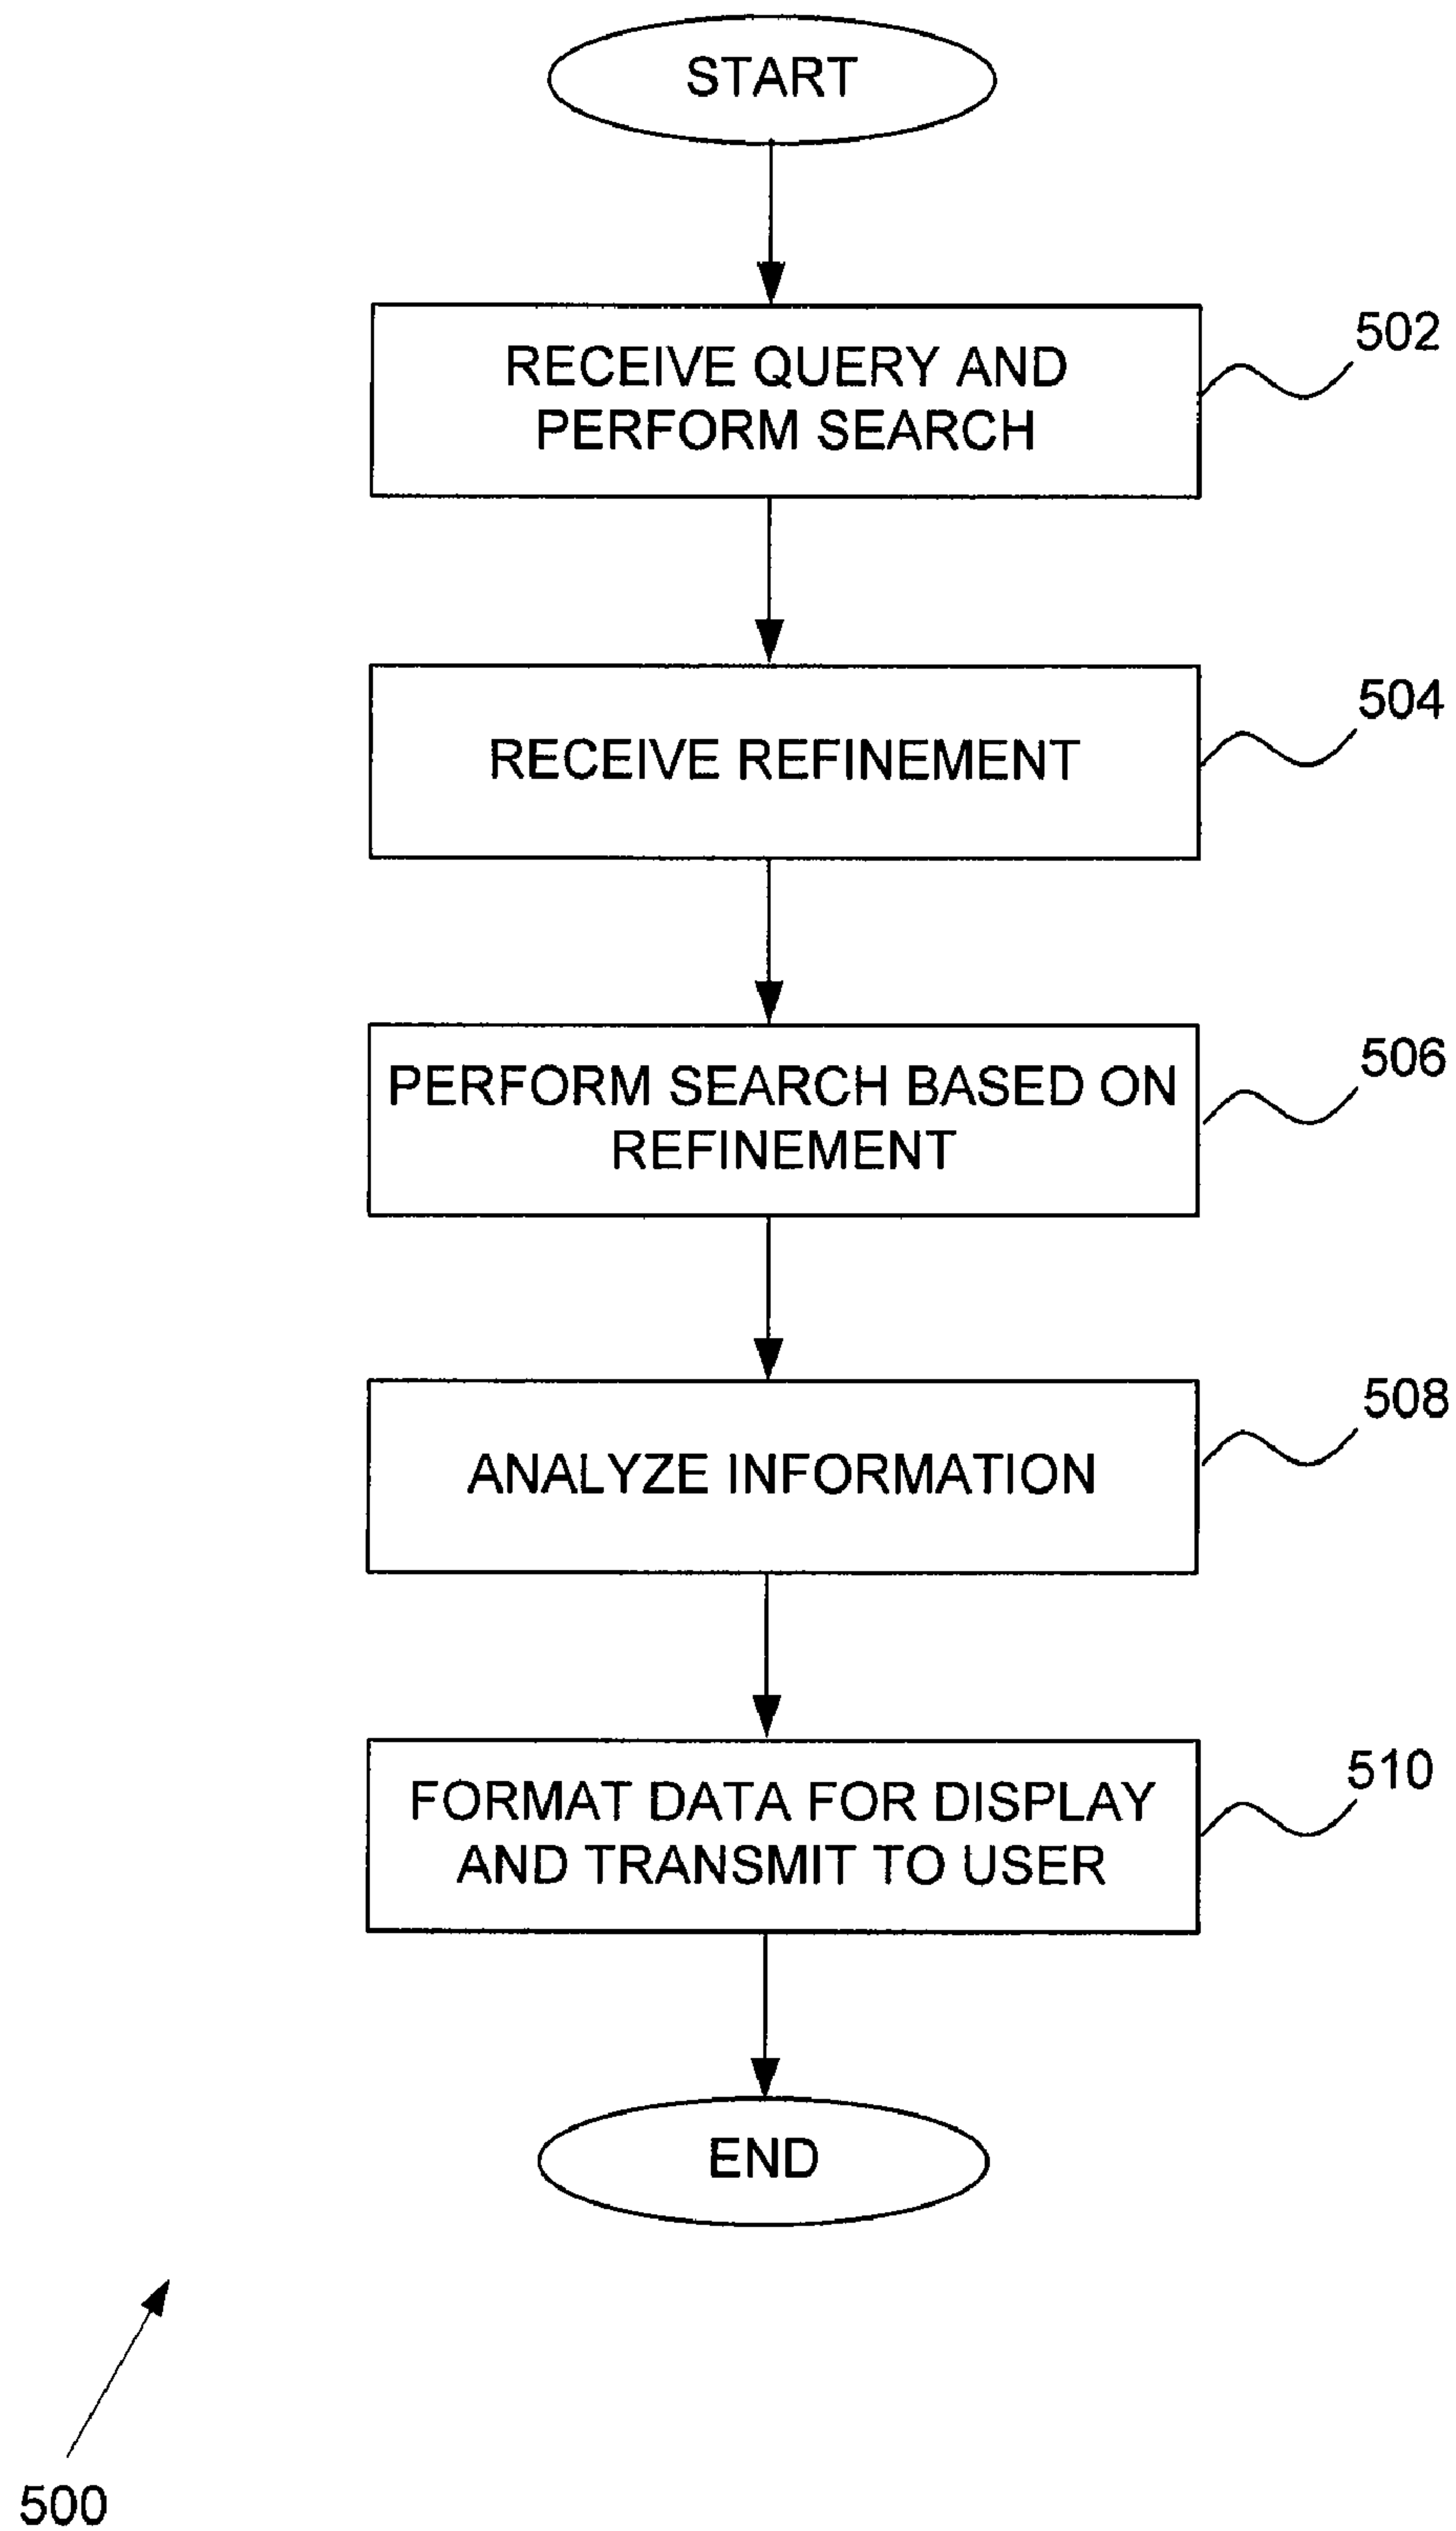 START
RECEIVE QUERY AND
PERFORM SEARCH
502
RECEIVE REFINEMENT
504
PERFORM SEARCH BASED ON
REFINEMENT
506
ANALYZE INFORMATION
508
FORMAT DATA FOR DISPLAY
AND TRANSMIT TO USER
510
END
500